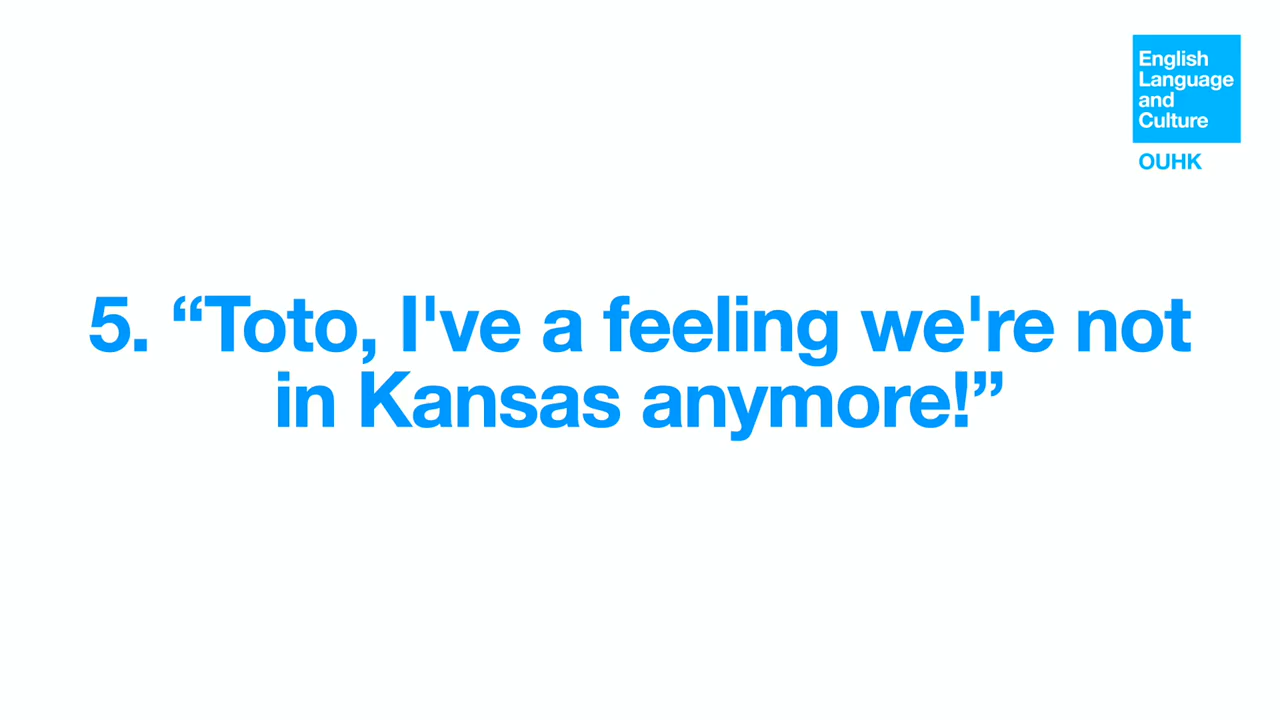 English
Language
and
Culture
OUHK
5. “Toto, I've a feeling we're not
in Kansas anymore!”